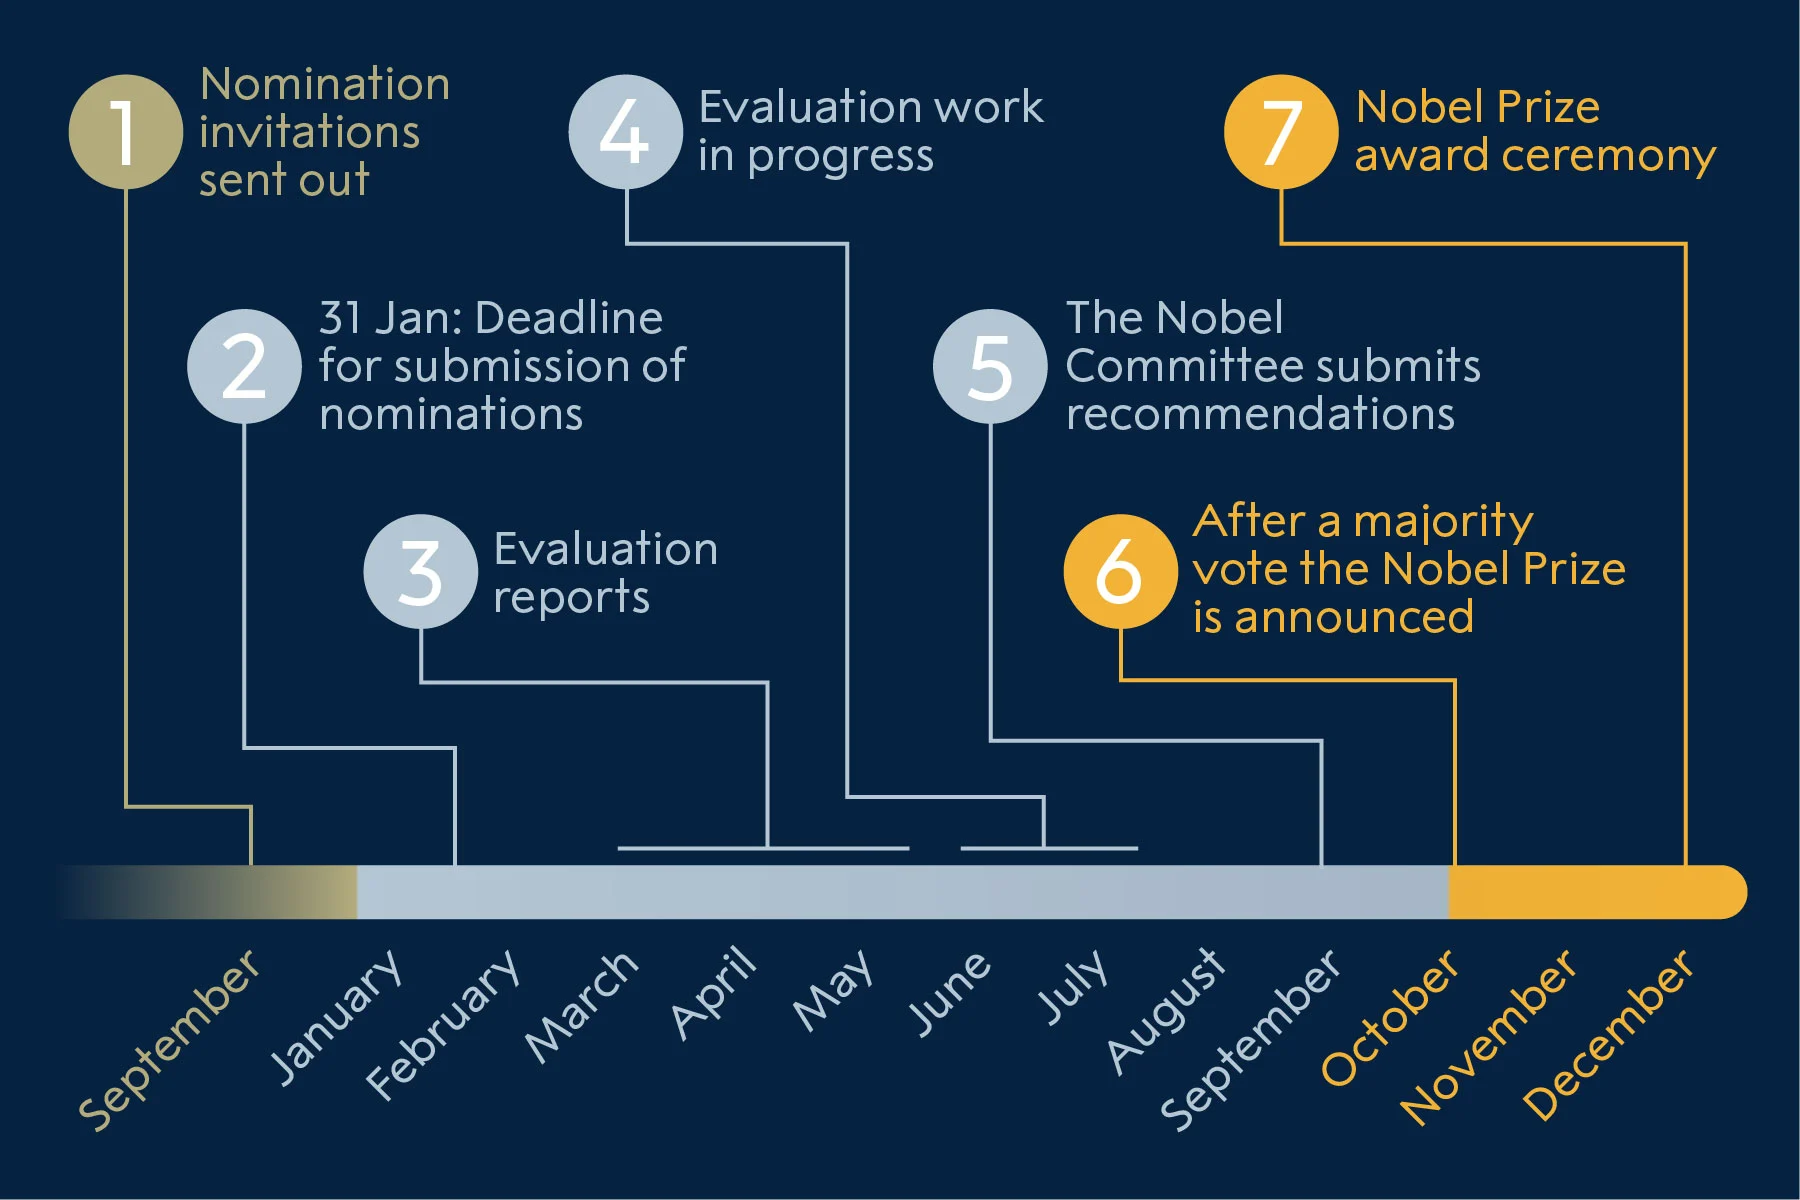 1
Nomination
invitations
sent out
2
31 Jan: Deadline
for submission of
nominations
3
Evaluation
reports
4
Evaluation work
in progress
5
The Nobel
Committee submits
recommendations
6
After a majority
vote the Nobel Prize
is announced
7
Nobel Prize
award ceremony
September
January
February
March
April
May
June
July
August
September
October
November
December